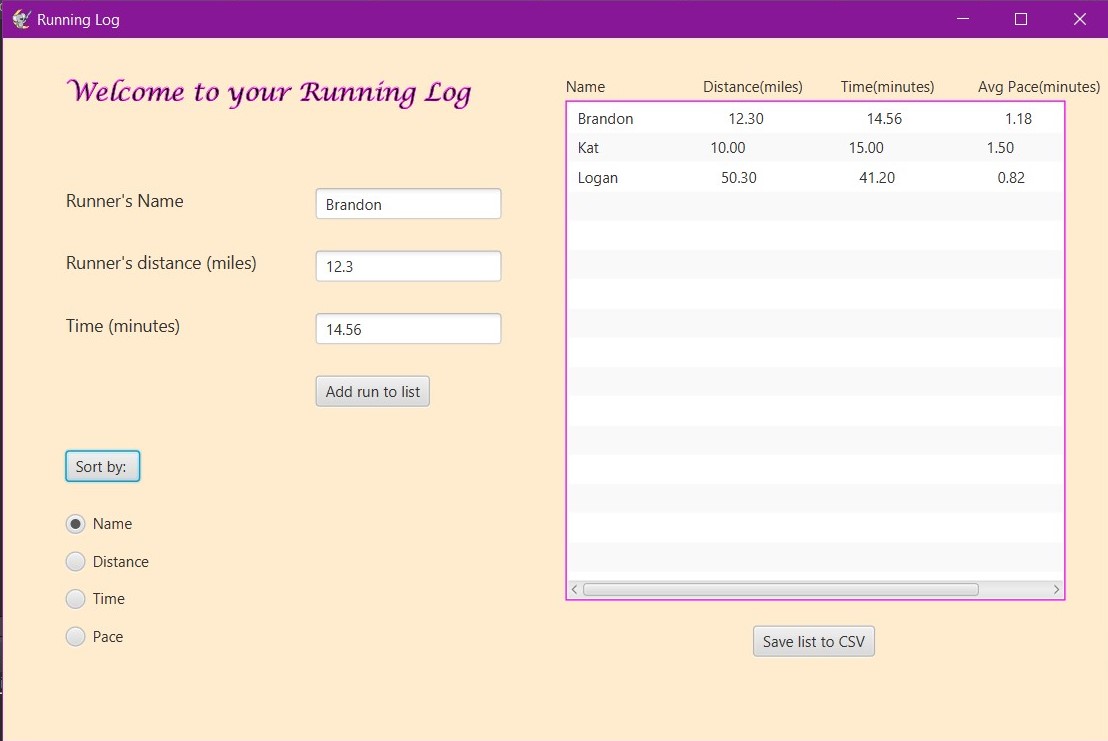 Running Log
Welcome to your Running Log
Runner's Name
Brandon
Runner's distance (miles)
12.3
Time (minutes)
14.56
Add run to list
Sort by:
Name
Distance
Time
Pace
Name Distance(miles) Time(minutes) Avg Pace(minutes)
Brandon 12.30 14.56 1.18
Kat 10.00 15.00 1.50
Logan 50.30 41.20 0.82
Save list to CSV